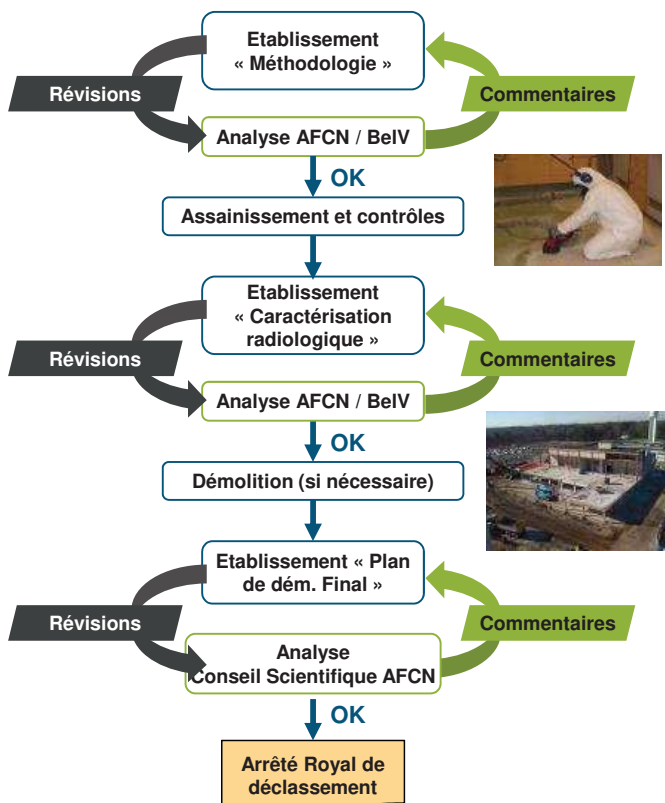 Etablissement
« Méthodologie »
Révisions
Commentaires
Analyse AFCN / BelV
OK
Assainissement et contrôles
Etablissement
« Caractérisation
radiologique »
Révisions
Commentaires
Analyse AFCN / BelV
OK
Démolition (si nécessaire)
Etablissement « Plan
de dém. Final »
Révisions
Commentaires
Analyse
Conseil Scientifique AFCN
OK
Arrêté Royal de
déclassement